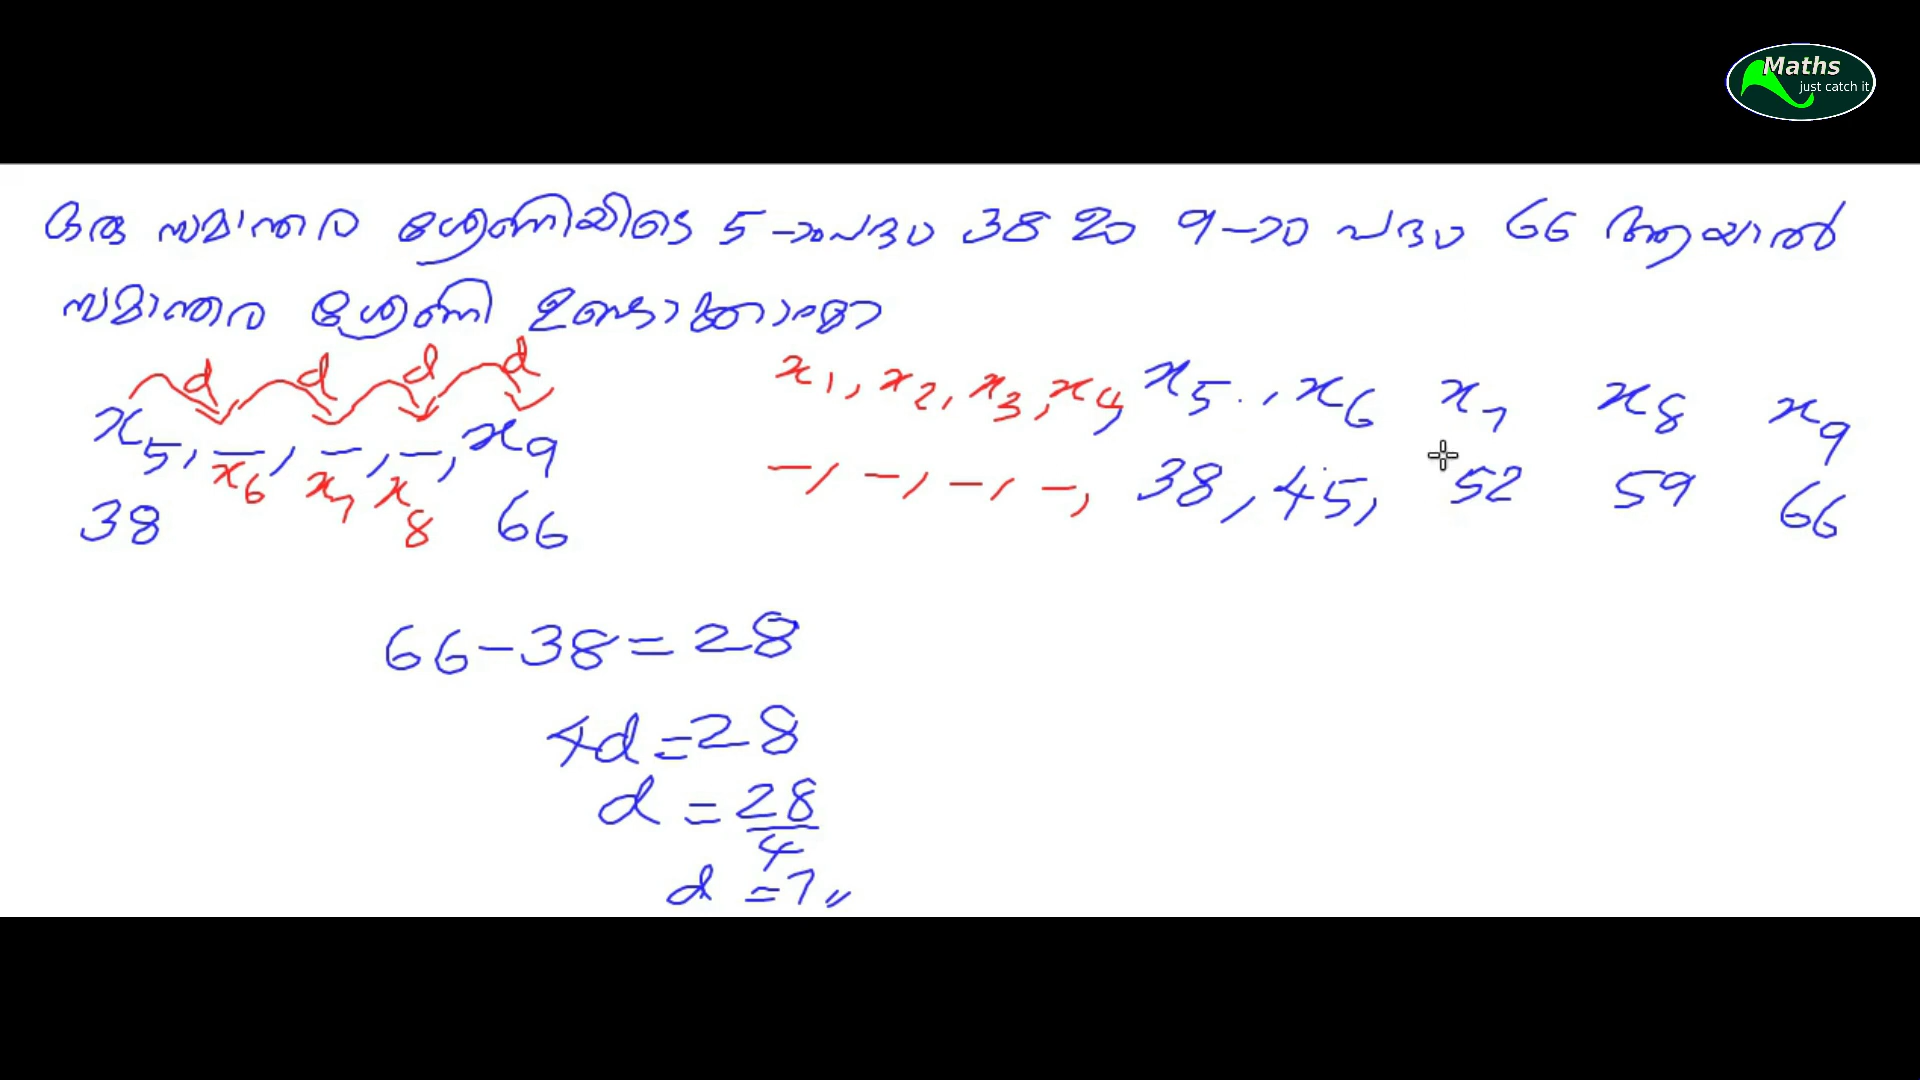 Maths
just catch it
ഒരു സമാന്തര ശ്രേണിയിടെ 5-ാംപദം 38 ഉം 9-ാം പദം 66 ആയാൽ
സമാന്തര ശ്രേണി ഉണ്ടാക്കാമോ
d d d d
x5, _, _, _, x9
x6 x7 x8
38 66
x1, x2, x3, x4 x5., x6 x7 x8 x9
_, _, _, _, 38, 45, 52 59 66
66-38=28
4d=28
d = 28/4
d =7,,